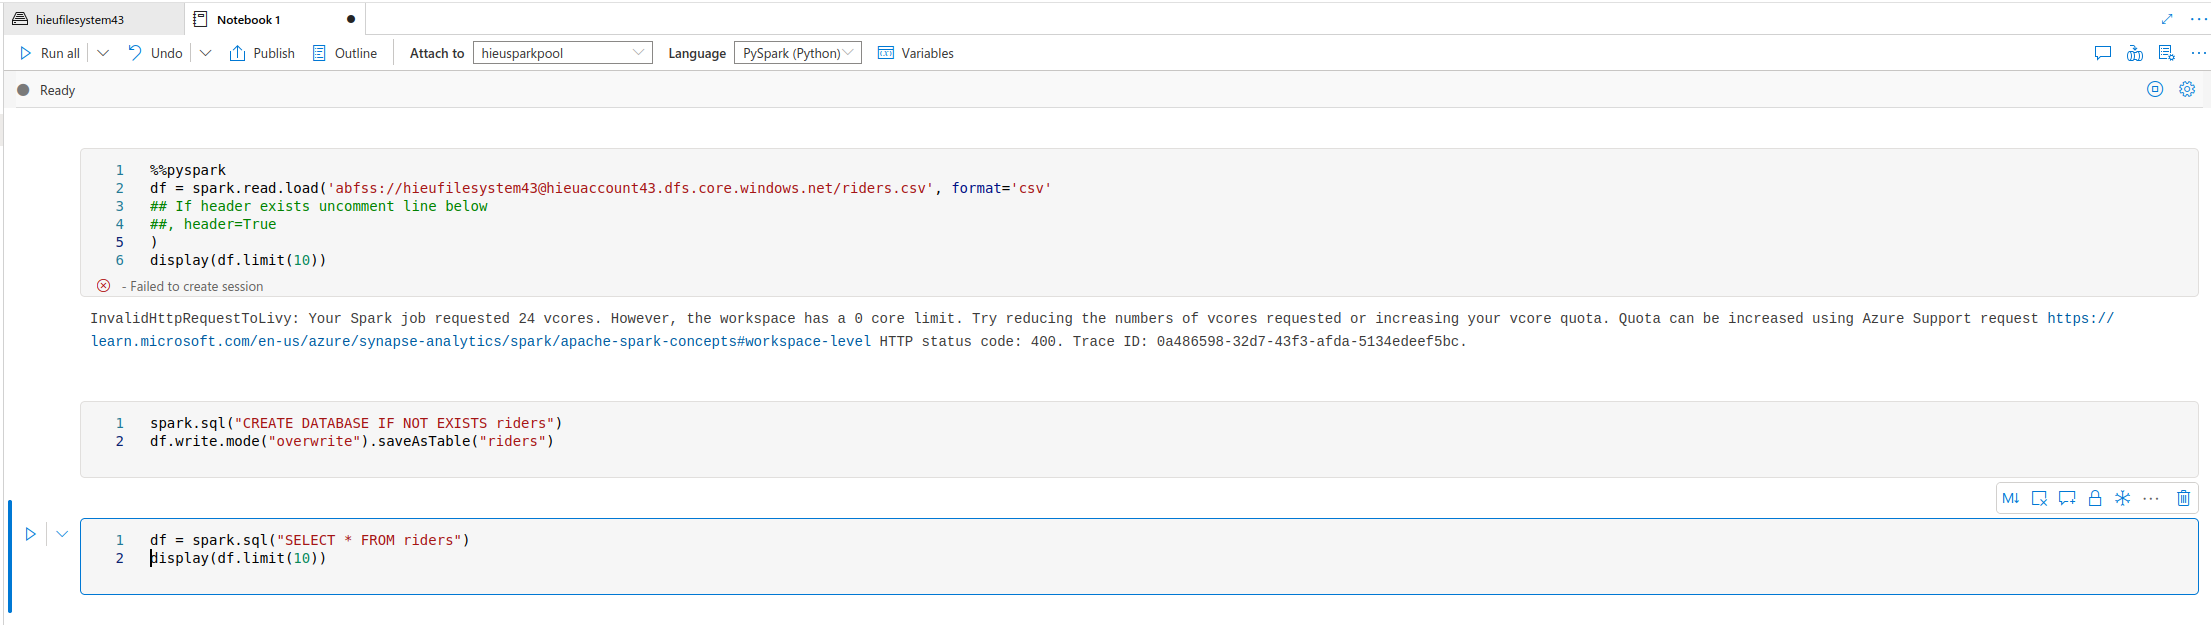 hieufilesystem43
Notebook 1
Run all
Undo
Publish
Outline
Attach to
hieusparkpool
Language
PySpark (Python)
Variables
Ready
1 %%pyspark
2 df = spark.read.load('abfss://hieufilesystem43@hieuaccount43.dfs.core.windows.net/riders.csv', format='csv'
3 ## If header exists uncomment line below
4 ##, header=True
5 )
6 display(df.limit(10))
- Failed to create session
InvalidHttpRequestToLivy: Your Spark job requested 24 vcores. However, the workspace has a 0 core limit. Try reducing the numbers of vcores requested or increasing your vcore quota. Quota can be increased using Azure Support request https://
learn.microsoft.com/en-us/azure/synapse-analytics/spark/apache-spark-concepts#workspace-level HTTP status code: 400. Trace ID: 0a486598-32d7-43f3-afda-5134edeef5bc.
1 spark.sql("CREATE DATABASE IF NOT EXISTS riders")
2 df.write.mode("overwrite").saveAsTable("riders")
M↓
1 df = spark.sql("SELECT * FROM riders")
2 display(df.limit(10))